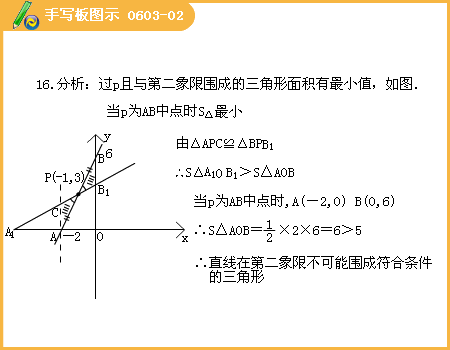 手写板图示 0603-02
16.分析：过p且与第二象限围成的三角形面积有最小值，如图.
当p为AB中点时S△最小
由△APC≌△BPB1
∴S△A1OB1＞S△AOB
当p为AB中点时,A(－2,0) B(0,6)
∴S△AOB＝1/2×2×6＝6＞5
∴直线在第二象限不可能围成符合条件
的三角形
y
B 6
P(-1,3)
B1
C
A1
A -2 O x